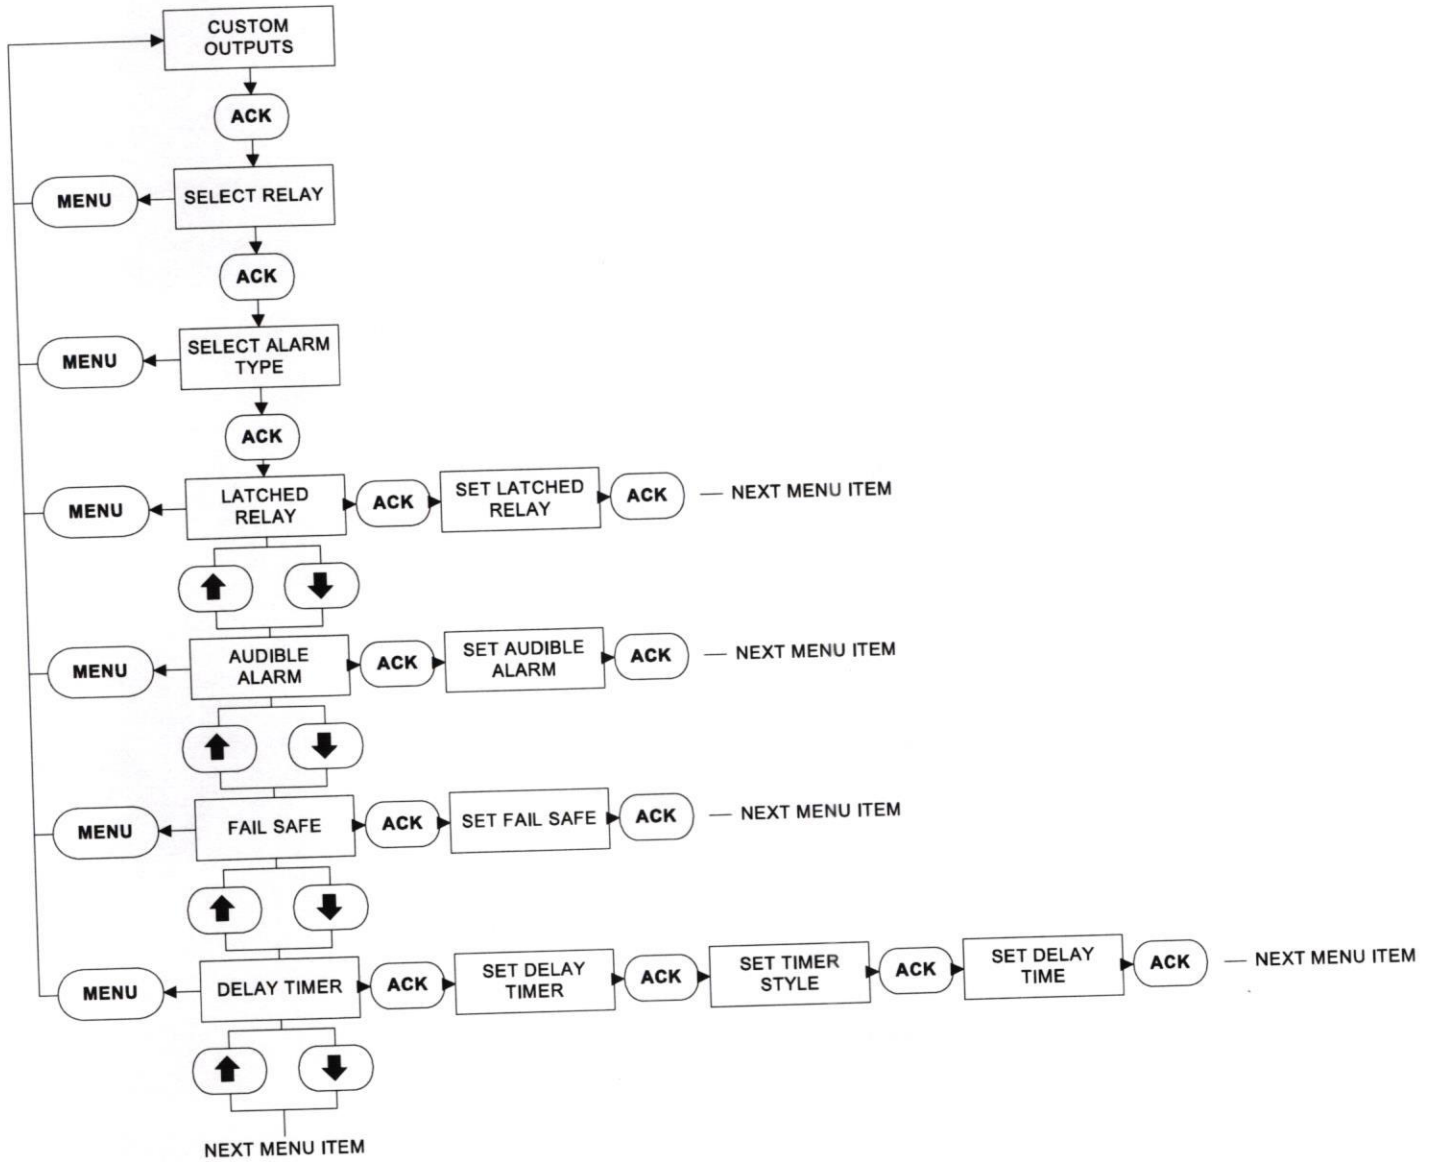 CUSTOM
OUTPUTS
ACK
MENU
SELECT RELAY
ACK
MENU
SELECT ALARM
TYPE
ACK
MENU
LATCHED
RELAY
ACK
SET LATCHED
RELAY
ACK
NEXT MENU ITEM
MENU
AUDIBLE
ALARM
ACK
SET AUDIBLE
ALARM
ACK
NEXT MENU ITEM
MENU
FAIL SAFE
ACK
SET FAIL SAFE
ACK
NEXT MENU ITEM
MENU
DELAY TIMER
ACK
SET DELAY
TIMER
ACK
SET TIMER
STYLE
ACK
SET DELAY
TIME
ACK
NEXT MENU ITEM
NEXT MENU ITEM